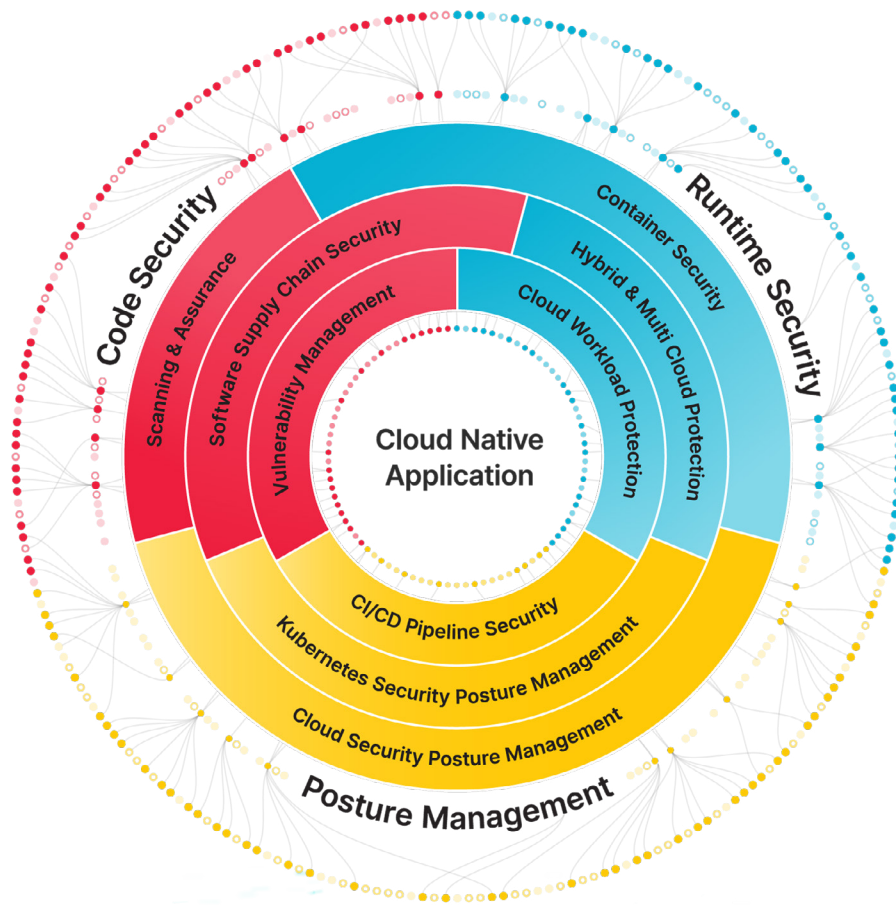 Code Security
Scanning & Assurance
Software Supply Chain Security
Vulnerability Management
Runtime Security
Container Security
Hybrid & Multi Cloud Protection
Cloud Workload Protection
Cloud Native
Application
CI/CD Pipeline Security
Kubernetes Security Posture Management
Cloud Security Posture Management
Posture Management